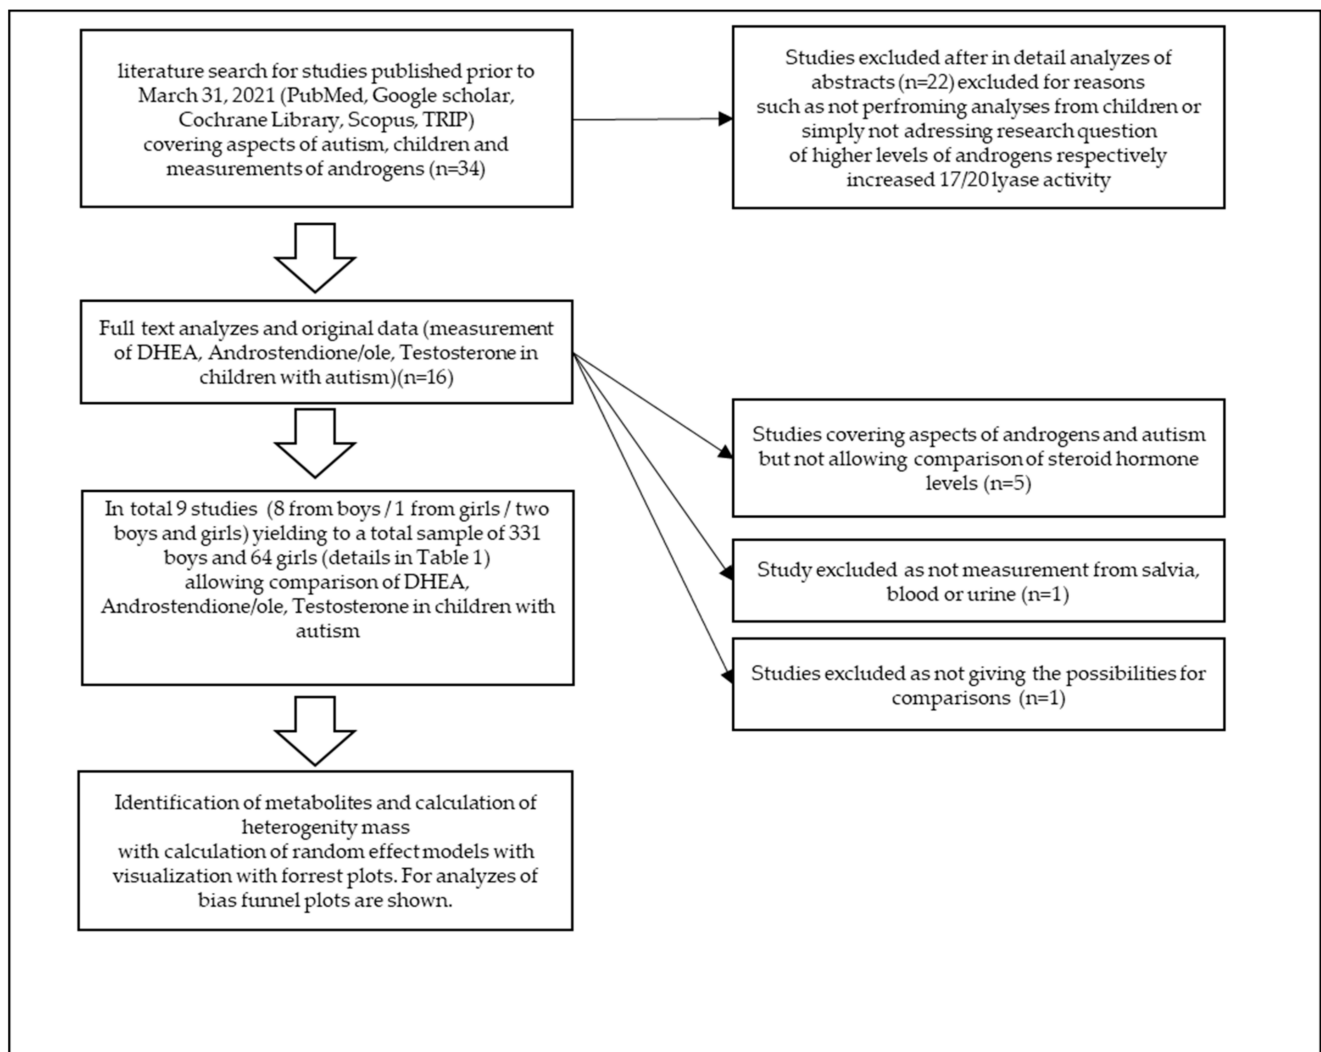 literature search for studies published prior to
March 31, 2021 (PubMed, Google scholar,
Cochrane Library, Scopus, TRIP)
covering aspects of autism, children and
measurements of androgens (n=34)
Studies excluded after in detail analyzes of
abstracts (n=22) excluded for reasons
such as not perfroming analyses from children or
simply not adressing research question
of higher levels of androgens respectively
increased 17/20 lyase activity
Full text analyzes and original data (measurement
of DHEA, Androstendione/ole, Testosterone in
children with autism)(n=16)
Studies covering aspects of androgens and autism
but not allowing comparison of steroid hormone
levels (n=5)
In total 9 studies (8 from boys / 1 from girls / two
boys and girls) yielding to a total sample of 331
boys and 64 girls (details in Table 1)
allowing comparison of DHEA,
Androstendione/ole, Testosterone in children with
autism
Study excluded as not measurement from salvia,
blood or urine (n=1)
Studies excluded as not giving the possibilities for
comparisons (n=1)
Identification of metabolites and calculation of
heterogenity mass
with calculation of random effect models with
visualization with forrest plots. For analyzes of
bias funnel plots are shown.